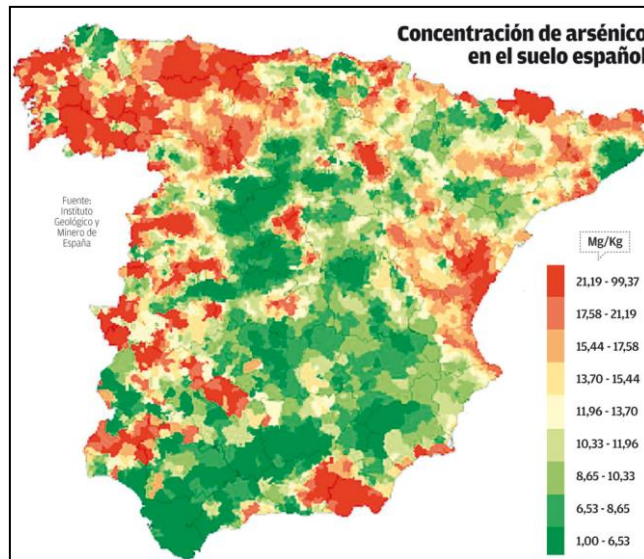 Concentración de arsénico
en el suelo español
Fuente:
Instituto
Geológico y
Minero de
España
Mg/Kg
21,19 - 99,37
17,58 - 21,19
15,44 - 17,58
13,70 - 15,44
11,96 - 13,70
10,33 - 11,96
8,65 - 10,33
6,53 - 8,65
1,00 - 6,53